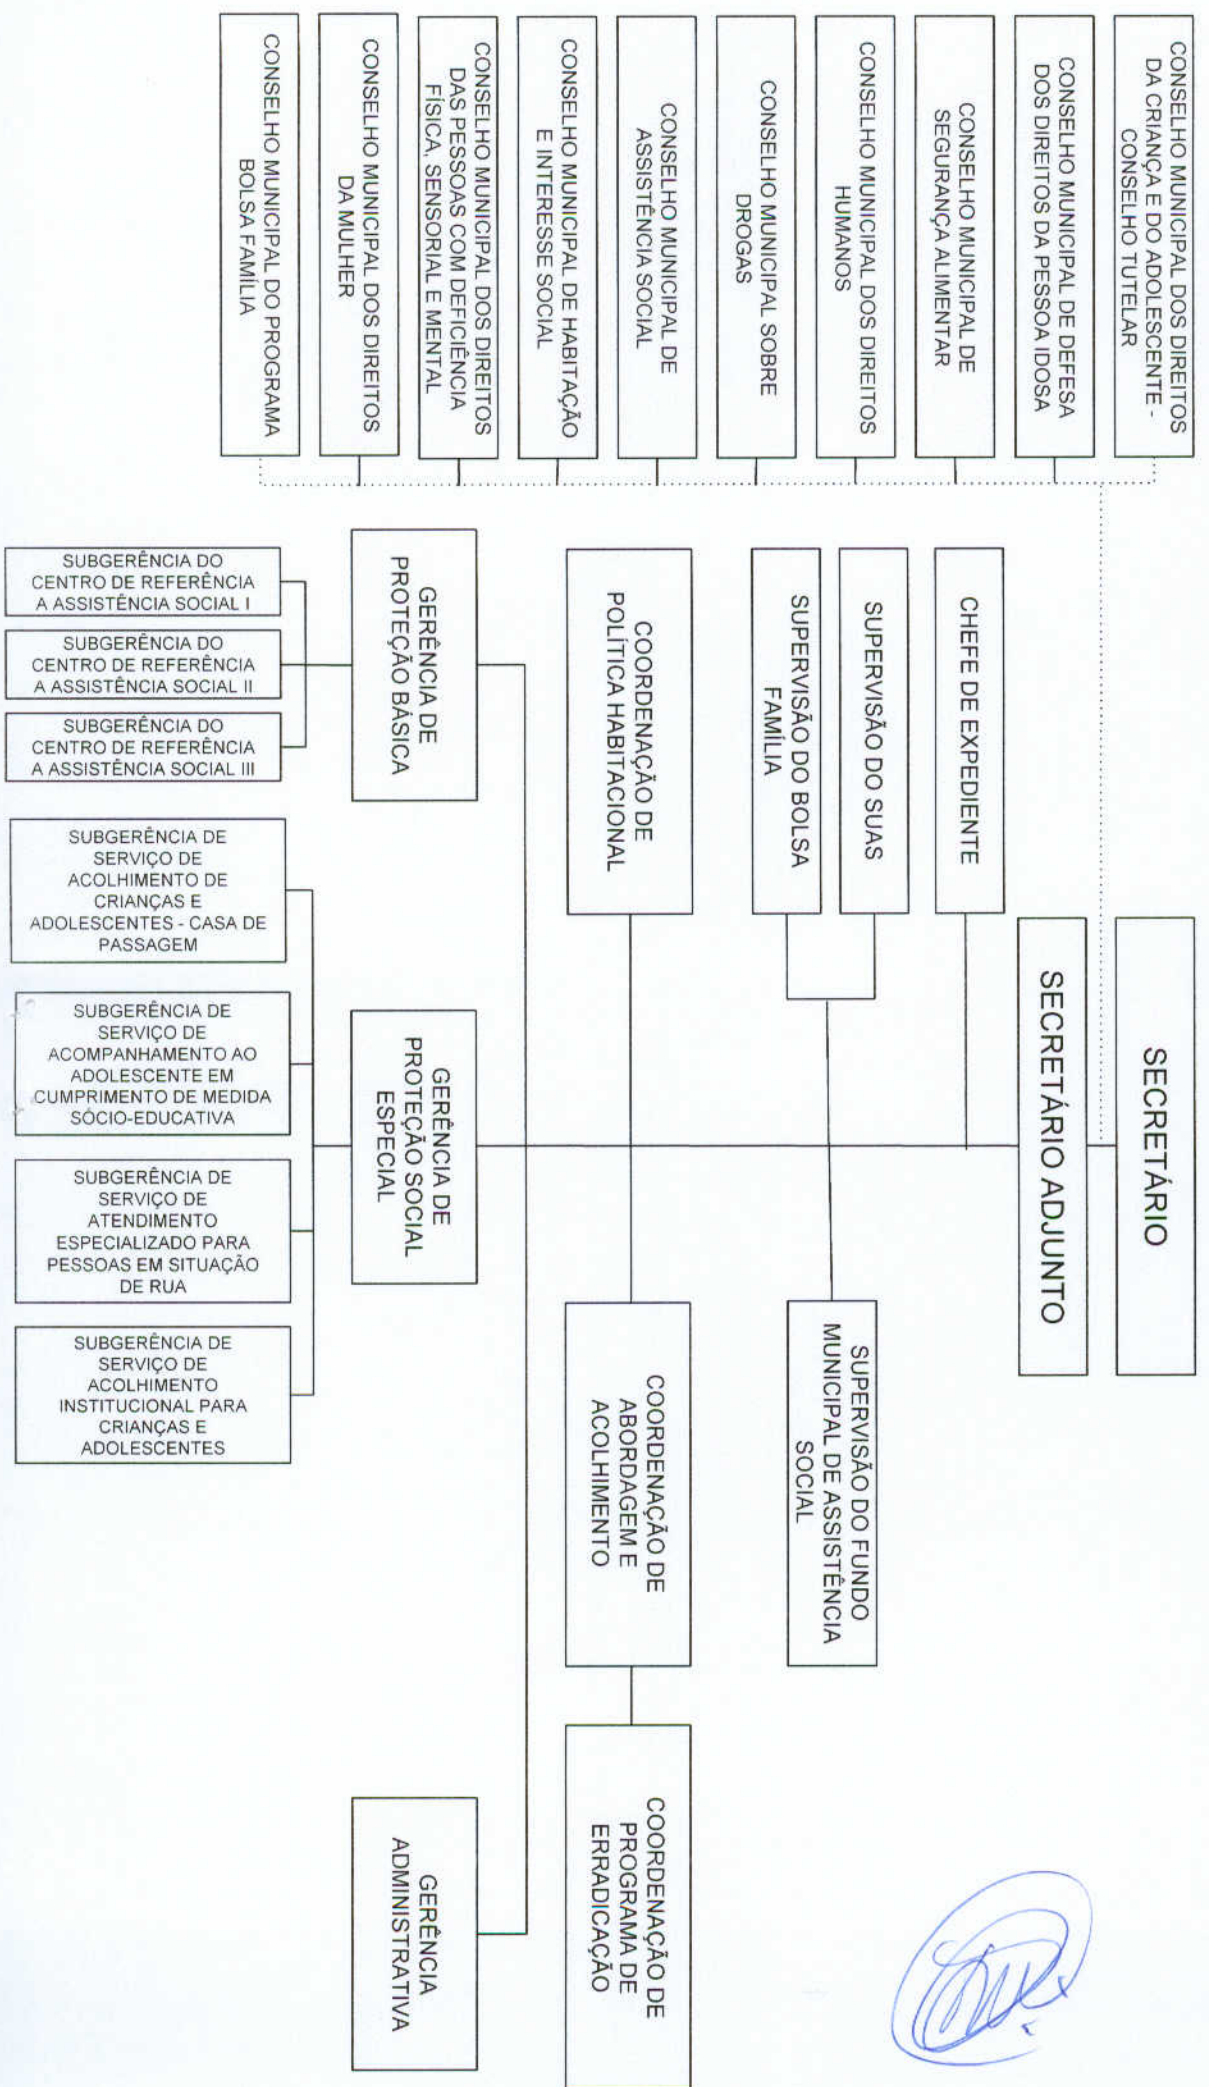 SECRETÁRIO
SECRETÁRIO ADJUNTO
CONSELHO MUNICIPAL DOS DIREITOS
DA CRIANÇA E DO ADOLESCENTE -
CONSELHO TUTELAR
CONSELHO MUNICIPAL DE DEFESA
DOS DIREITOS DA PESSOA IDOSA
CONSELHO MUNICIPAL DE
SEGURANÇA ALIMENTAR
CONSELHO MUNICIPAL DOS DIREITOS
HUMANOS
CONSELHO MUNICIPAL SOBRE
DROGAS
CONSELHO MUNICIPAL DE
ASSISTÊNCIA SOCIAL
CONSELHO MUNICIPAL DE HABITAÇÃO
E INTERESSE SOCIAL
CONSELHO MUNICIPAL DOS DIREITOS
DAS PESSOAS COM DEFICIÊNCIA
FÍSICA, SENSORIAL E MENTAL
CONSELHO MUNICIPAL DOS DIREITOS
DA MULHER
CONSELHO MUNICIPAL DO PROGRAMA
BOLSA FAMÍLIA
CHEFE DE EXPEDIENTE
SUPERVISÃO DO SUAS
SUPERVISÃO DO BOLSA
FAMÍLIA
SUPERVISÃO DO FUNDO
MUNICIPAL DE ASSISTÊNCIA
SOCIAL
COORDENAÇÃO DE
POLÍTICA HABITACIONAL
COORDENAÇÃO DE
ABORDAGEM E
ACOLHIMENTO
COORDENAÇÃO DE
PROGRAMA DE
ERRADICAÇÃO
GERÊNCIA DE
PROTEÇÃO BÁSICA
GERÊNCIA DE
PROTEÇÃO SOCIAL
ESPECIAL
GERÊNCIA
ADMINISTRATIVA
SUBGERÊNCIA DO
CENTRO DE REFERÊNCIA
A ASSISTÊNCIA SOCIAL I
SUBGERÊNCIA DO
CENTRO DE REFERÊNCIA
A ASSISTÊNCIA SOCIAL II
SUBGERÊNCIA DO
CENTRO DE REFERÊNCIA
A ASSISTÊNCIA SOCIAL III
SUBGERÊNCIA DE
SERVIÇO DE
ACOLHIMENTO DE
CRIANÇAS E
ADOLESCENTES - CASA DE
PASSAGEM
SUBGERÊNCIA DE
SERVIÇO DE
ACOMPANHAMENTO AO
ADOLESCENTE EM
CUMPRIMENTO DE MEDIDA
SÓCIO-EDUCATIVA
SUBGERÊNCIA DE
SERVIÇO DE
ATENDIMENTO
ESPECIALIZADO PARA
PESSOAS EM SITUAÇÃO
DE RUA
SUBGERÊNCIA DE
SERVIÇO DE
ACOLHIMENTO
INSTITUCIONAL PARA
CRIANÇAS E
ADOLESCENTES